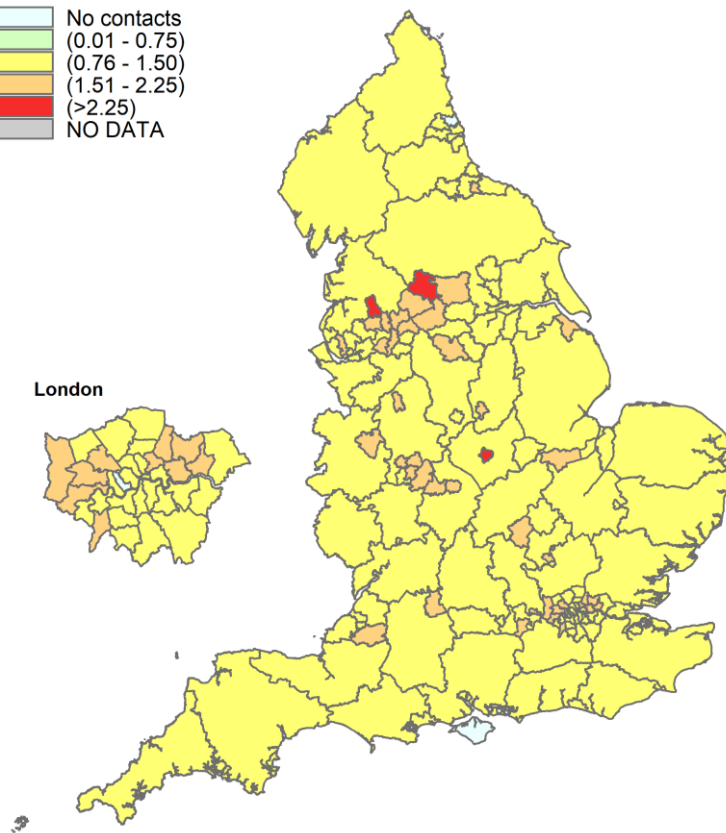 No contacts
(0.01 - 0.75)
(0.76 - 1.50)
(1.51 - 2.25)
(>2.25)
NO DATA
London